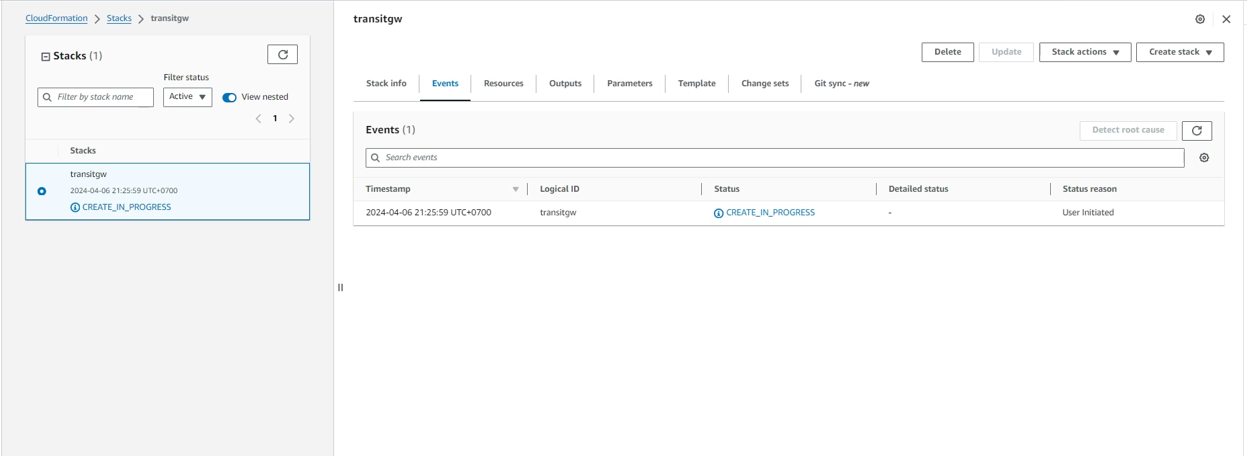 CloudFormation > Stacks > transitgw
Stacks (1)
Filter status
Filter by stack name
Active
View nested
1
Stacks
transitgw
2024-04-06 21:25:59 UTC+0700
CREATE_IN_PROGRESS
transitgw
Delete
Update
Stack actions
Create stack
Stack info
Events
Resources
Outputs
Parameters
Template
Change sets
Git sync - new
Events (1)
Detect root cause
Search events
Timestamp
Logical ID
Status
Detailed status
Status reason
2024-04-06 21:25:59 UTC+0700
transitgw
CREATE_IN_PROGRESS
-
User Initiated